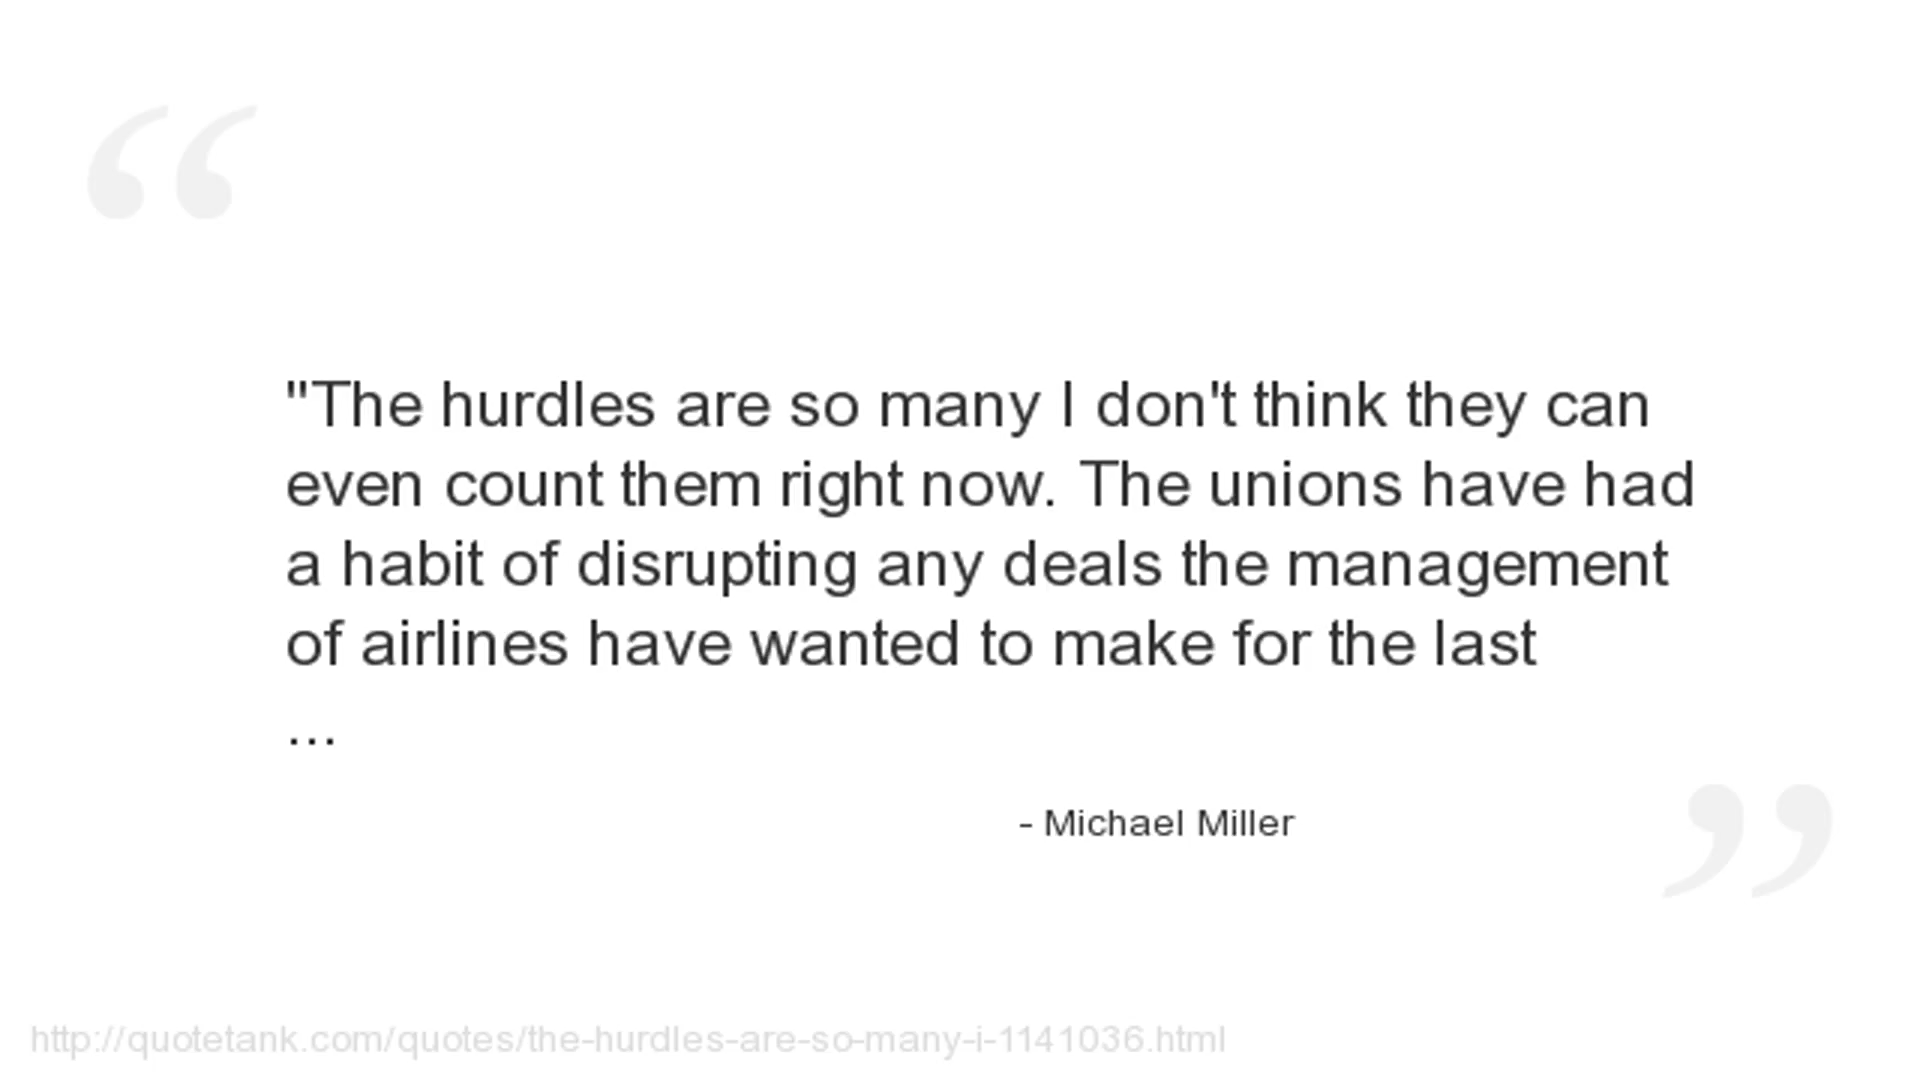 "The hurdles are so many I don't think they can
even count them right now. The unions have had
a habit of disrupting any deals the management
of airlines have wanted to make for the last
...
- Michael Miller
http://quotetank.com/quotes/the-hurdles-are-so-many-i-1141036.html